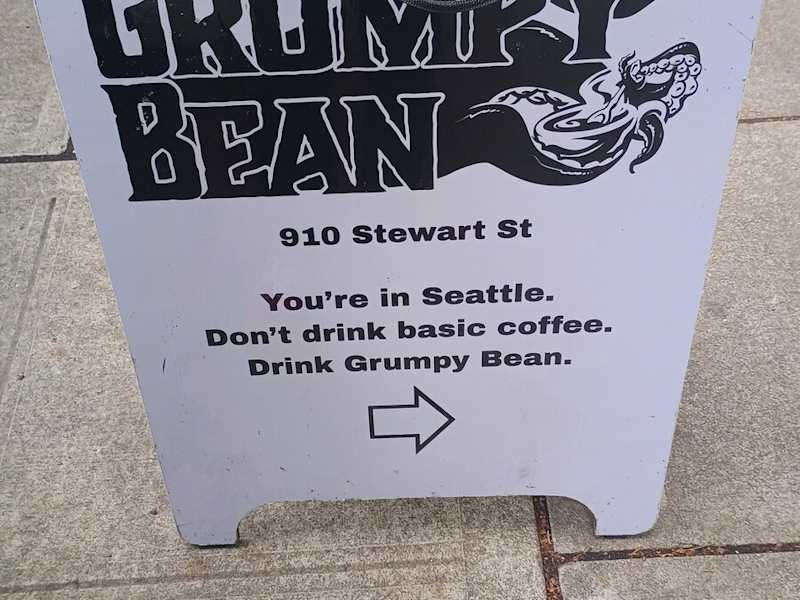 GRUMPY
BEAN
910 Stewart St
You're in Seattle.
Don't drink basic coffee.
Drink Grumpy Bean.